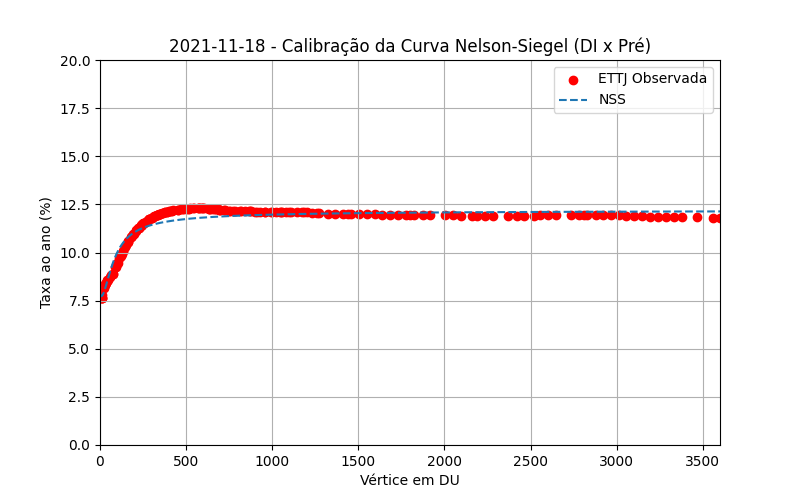 2021-11-18 - Calibração da Curva Nelson-Siegel (DI x Pré)
ETTJ Observada
NSS
Taxa ao ano (%)
20.0
17.5
15.0
12.5
10.0
7.5
5.0
2.5
0.0
0 500 1000 1500 2000 2500 3000 3500
Vértice em DU